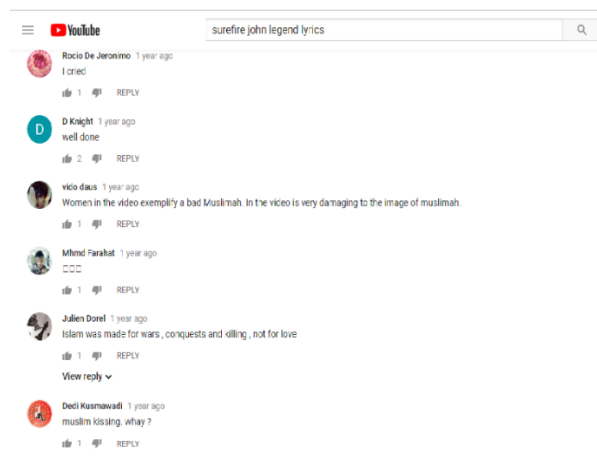 YouTube
surefire john legend lyrics
Rocio De Jeronimo 1 year ago
I cried
1 REPLY
D
D Knight 1 year ago
well done
2 REPLY
vido daus 1 year ago
Women in the video exemplify a bad Muslimah. In the video is very damaging to the image of muslimah.
1 REPLY
Mhmd Farahat 1 year ago
□□□
1 REPLY
Julien Dorel 1 year ago
Islam was made for wars , conquests and killing , not for love
1 REPLY
View reply
Dedi Kusmawadi 1 year ago
muslim kissing. whay ?
1 REPLY